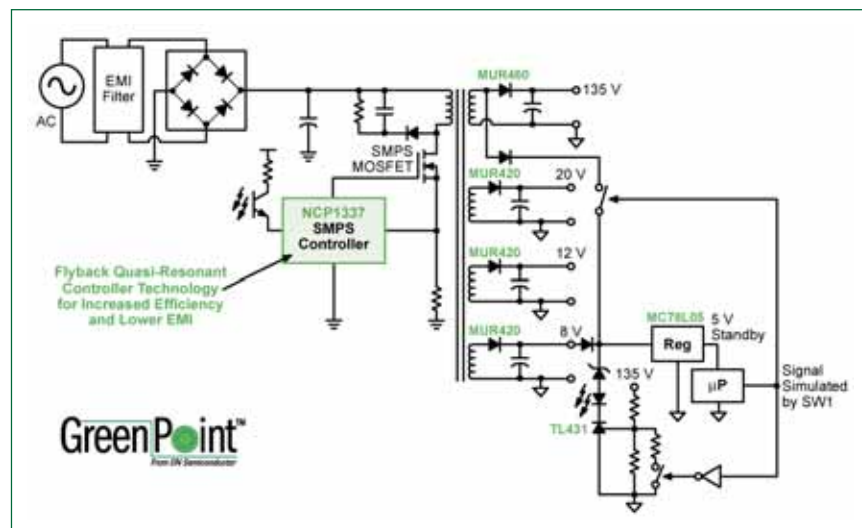 EMI
Filter
AC
SMPS
MOSFET
NCP1337
SMPS
Controller
Flyback Quasi-Resonant
Controller Technology
for Increased Efficiency
and Lower EMI
MUR460
135 V
MUR420
20 V
MUR420
12 V
MUR420
8 V
MC78L05
5 V
Standby
Reg
µP
Signal
Simulated
by SW1
135 V
TL431
GreenPoint™
From ON Semiconductor